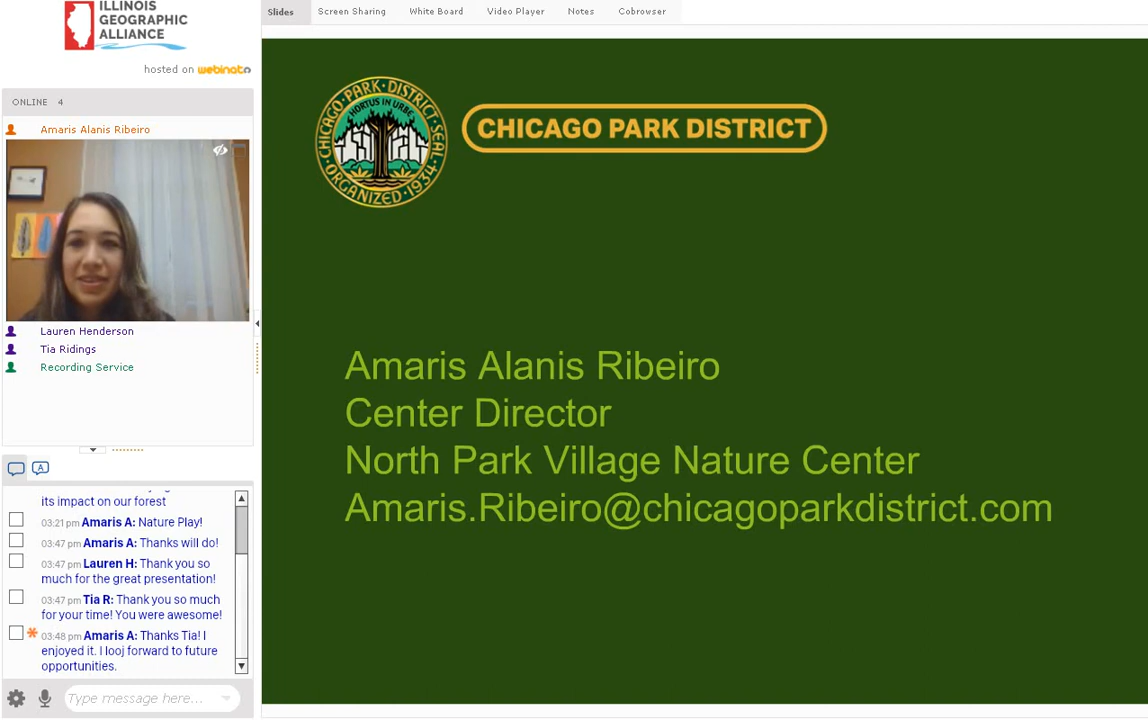 ILLINOIS
GEOGRAPHIC
ALLIANCE
hosted on webinato
ONLINE 4
Amaris Alanis Ribeiro
Lauren Henderson
Tia Ridings
Recording Service
A
its impact on our forest
03:21 pm Amaris A: Nature Play!
03:47 pm Amaris A: Thanks will do!
03:47 pm Lauren H: Thank you so
much for the great presentation!
03:47 pm Tia R: Thank you so much
for your time! You were awesome!
03:48 pm Amaris A: Thanks Tia! I
enjoyed it. I looj forward to future
opportunities.
Type message here...
Slides Screen Sharing White Board Video Player Notes Cobrowser
CHICAGO·PARK·DISTRICT·SEAL
HORTUS IN URBE
ORGANIZED·1934
CHICAGO PARK DISTRICT
Amaris Alanis Ribeiro
Center Director
North Park Village Nature Center
Amaris.Ribeiro@chicagoparkdistrict.com